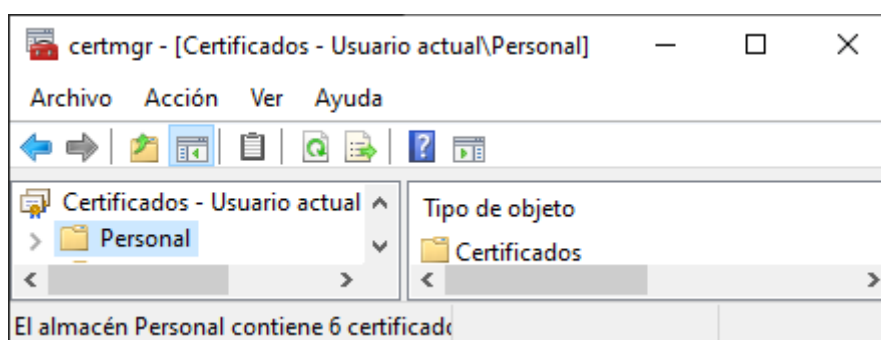 certmgr - [Certificados - Usuario actual\Personal]
Archivo Acción Ver Ayuda
Certificados - Usuario actual
Personal
Tipo de objeto
Certificados
El almacén Personal contiene 6